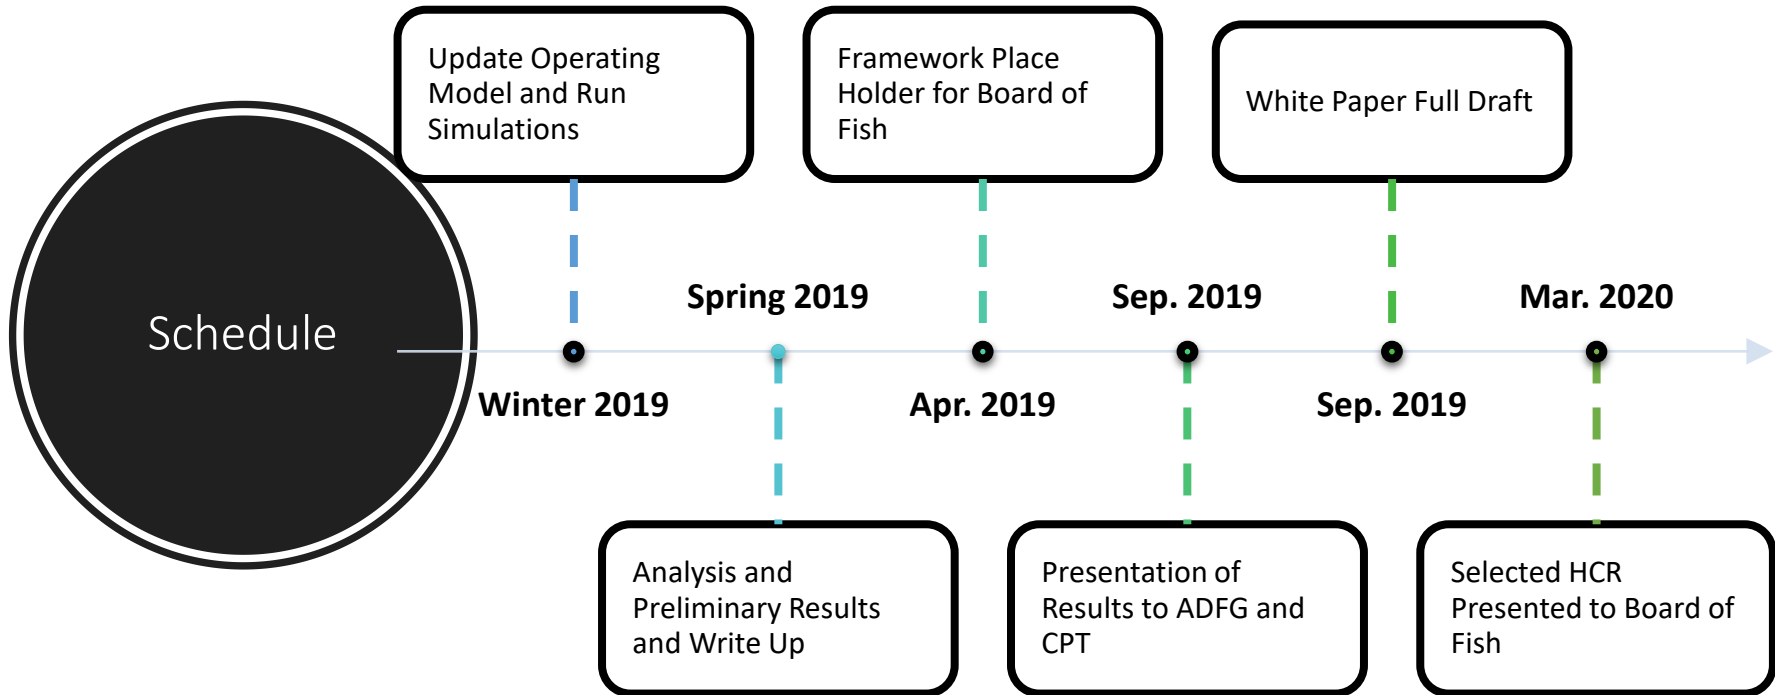 Schedule
Update Operating
Model and Run
Simulations
Winter 2019
Spring 2019
Analysis and
Preliminary Results
and Write Up
Framework Place
Holder for Board of
Fish
Apr. 2019
Sep. 2019
Presentation of
Results to ADFG and
CPT
White Paper Full Draft
Sep. 2019
Mar. 2020
Selected HCR
Presented to Board of
Fish